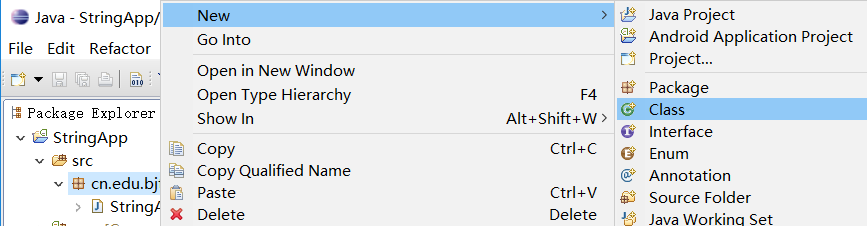 Java - StringApp/
File
Edit
Refactor
Package Explorer
StringApp
src
cn.edu.bj
StringA
New
Go Into
Open in New Window
Open Type Hierarchy F4
Show In Alt+Shift+W >
Copy Ctrl+C
Copy Qualified Name
Paste Ctrl+V
Delete Delete
Java Project
Android Application Project
Project...
Package
Class
Interface
Enum
Annotation
Source Folder
Java Working Set